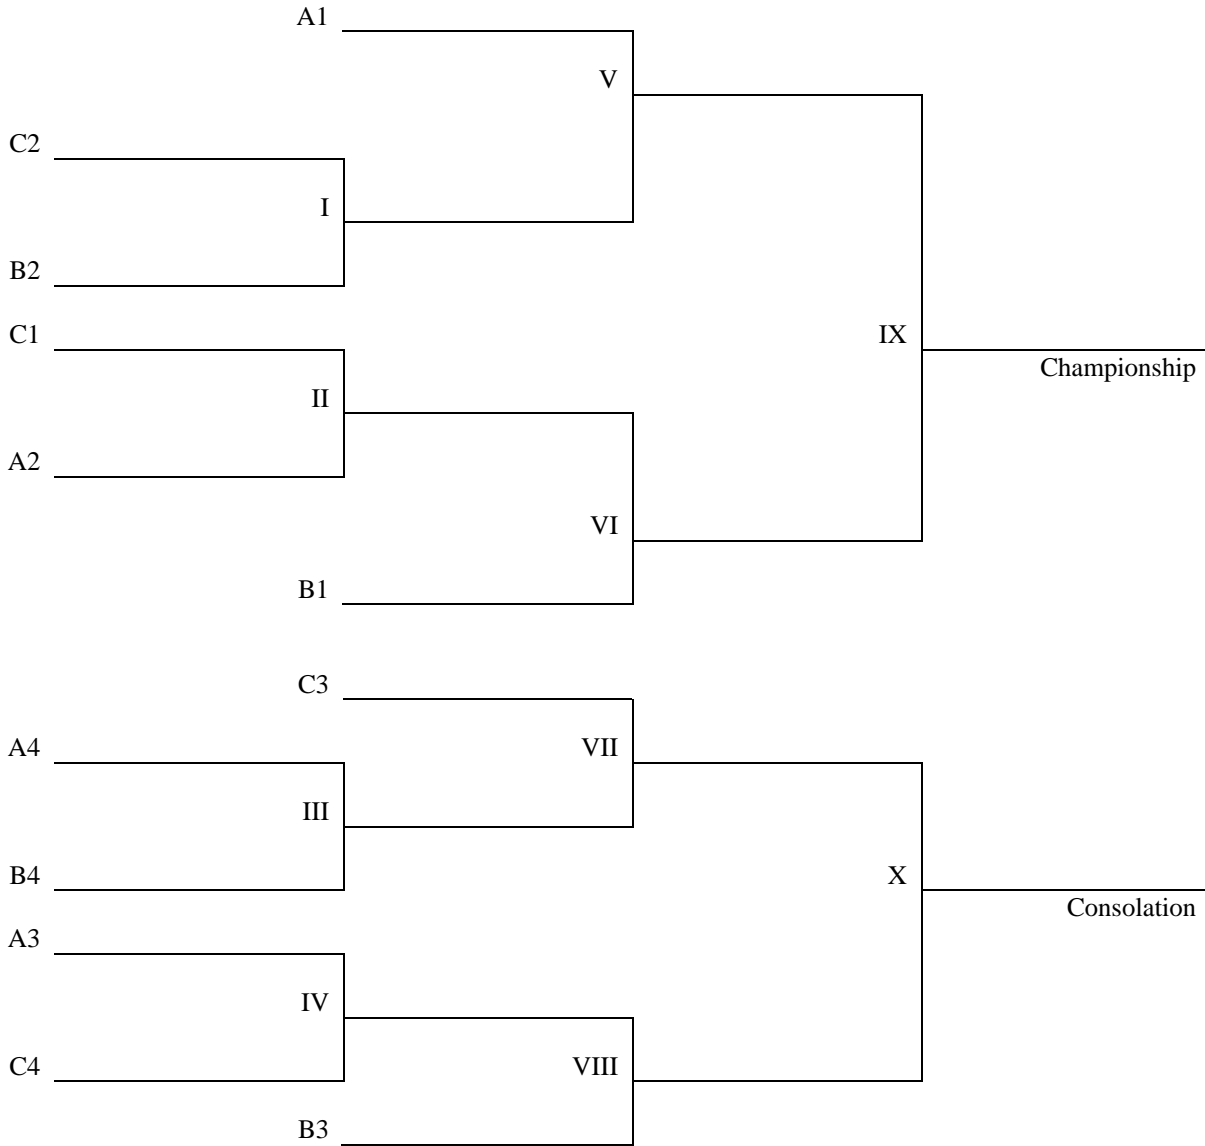 A1
V
C2
I
B2
C1
IX
Championship
II
A2
VI
B1
C3
A4
VII
III
B4
X
Consolation
A3
IV
C4
VIII
B3